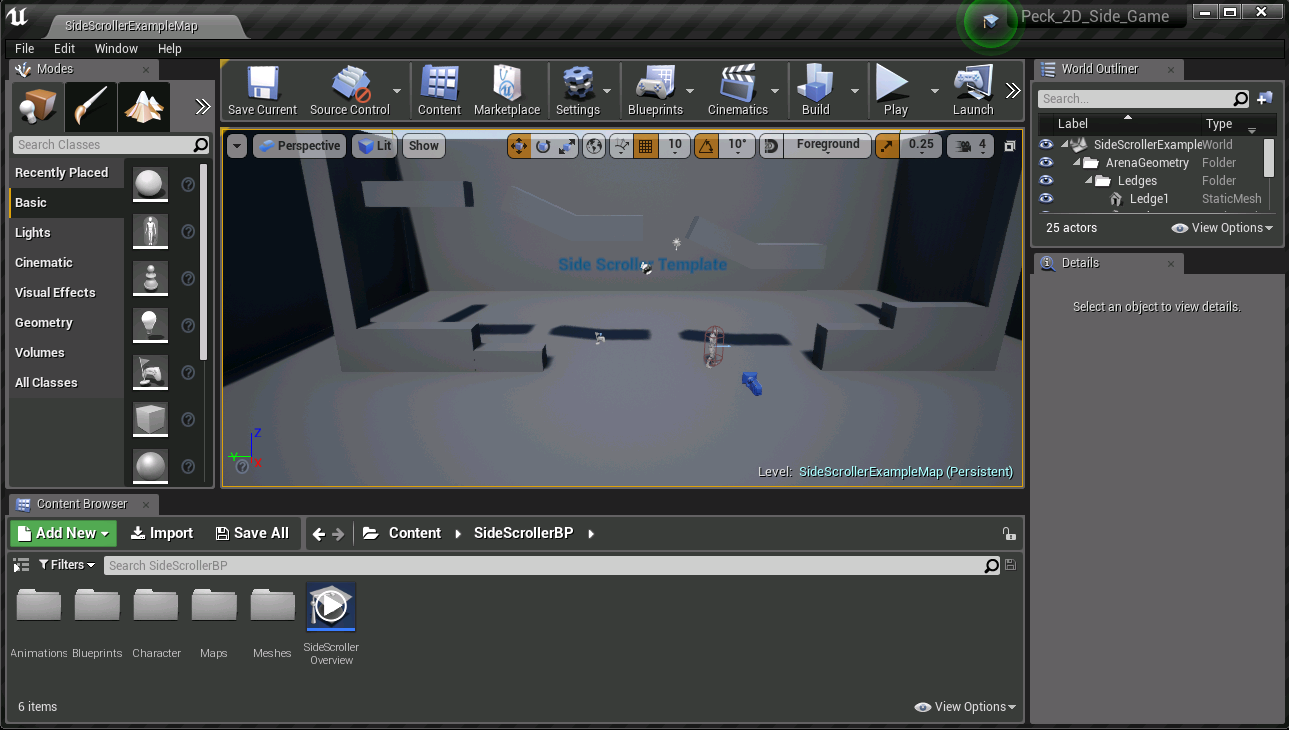 SideScrollerExampleMap
Peck_2D_Side_Game
File Edit Window Help
Modes
Search Classes
Recently Placed
Basic
Lights
Cinematic
Visual Effects
Geometry
Volumes
All Classes
Save Current Source Control Content Marketplace Settings Blueprints Cinematics Build Play Launch
Perspective Lit Show 10 10° Foreground 0.25 4
Side Scroller Template
Z
Y
X
Level: SideScrollerExampleMap (Persistent)
World Outliner
Search...
Label Type
SideScrollerExample World
ArenaGeometry Folder
Ledges Folder
Ledge1 StaticMesh
25 actors View Options
Details
Select an object to view details.
Content Browser
Add New Import Save All Content SideScrollerBP
Filters Search SideScrollerBP
Animations Blueprints Character Maps Meshes SideScroller
Overview
6 items View Options